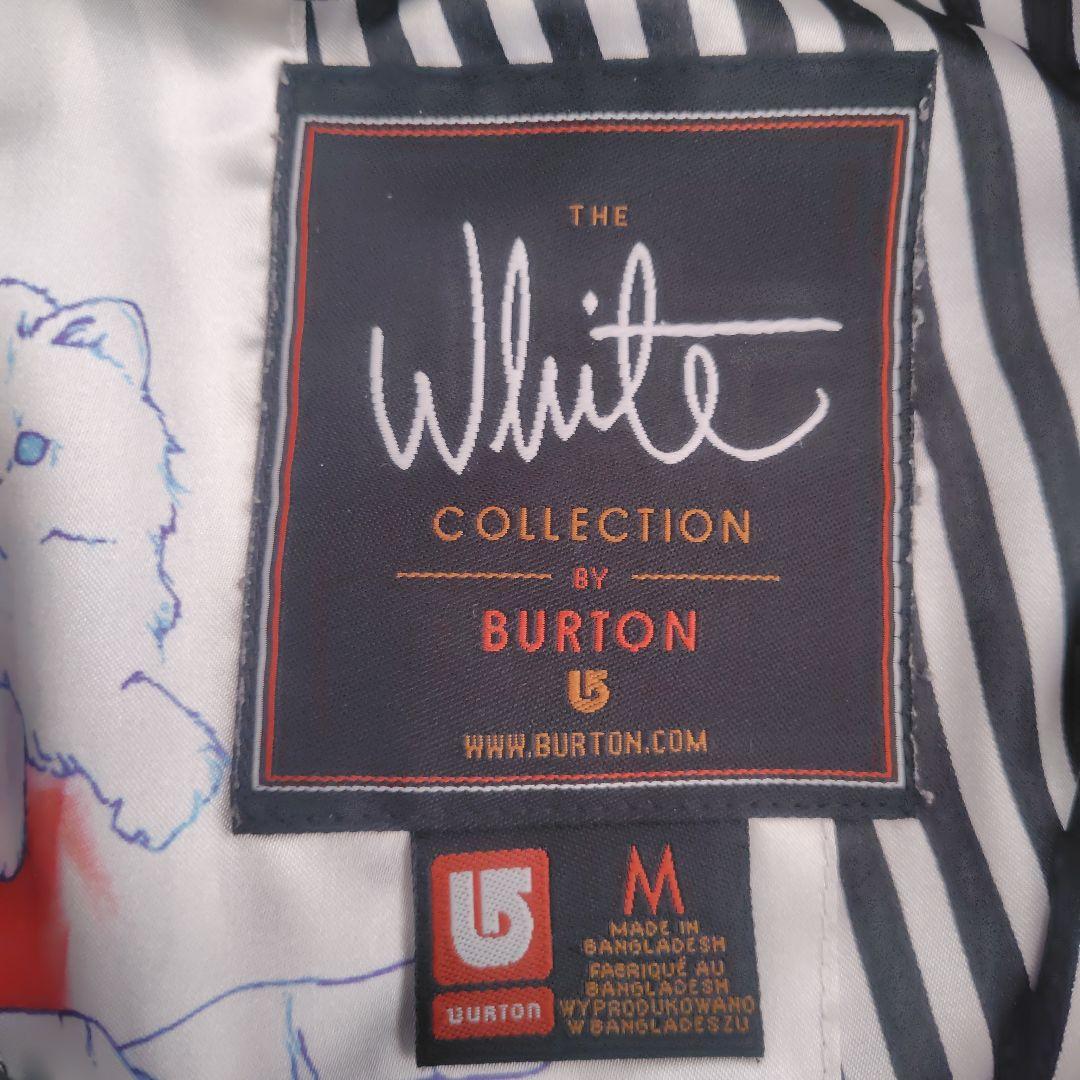 THE
White
COLLECTION
BY
BURTON
WWW.BURTON.COM
M
MADE IN
BANGLADESH
FABRIQUÉ AU
BANGLADESH
WYPRODUKOWANO
W BANGLADESZU
BURTON